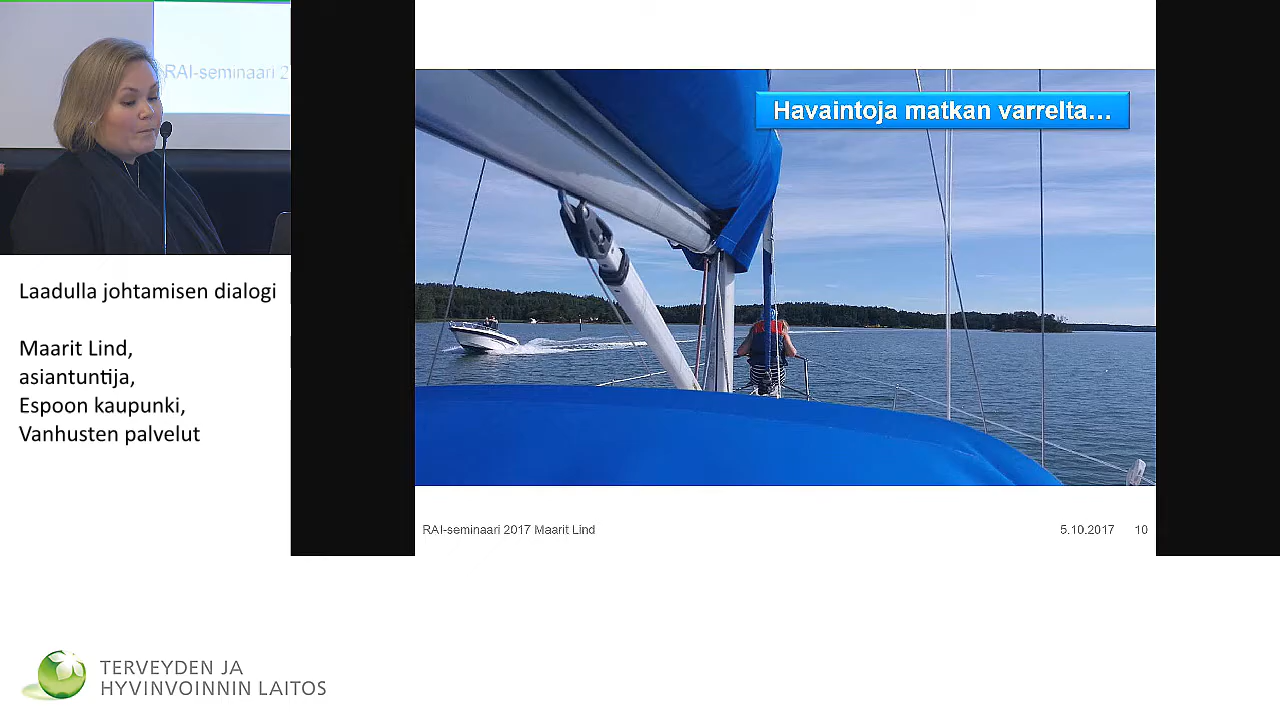 RAI-seminaari 2
Havaintoja matkan varrelta...
Laadulla johtamisen dialogi
Maarit Lind,
asiantuntija,
Espoon kaupunki,
Vanhusten palvelut
RAI-seminaari 2017 Maarit Lind
5.10.2017 10
TERVEYDEN JA
HYVINVOINNIN LAITOS